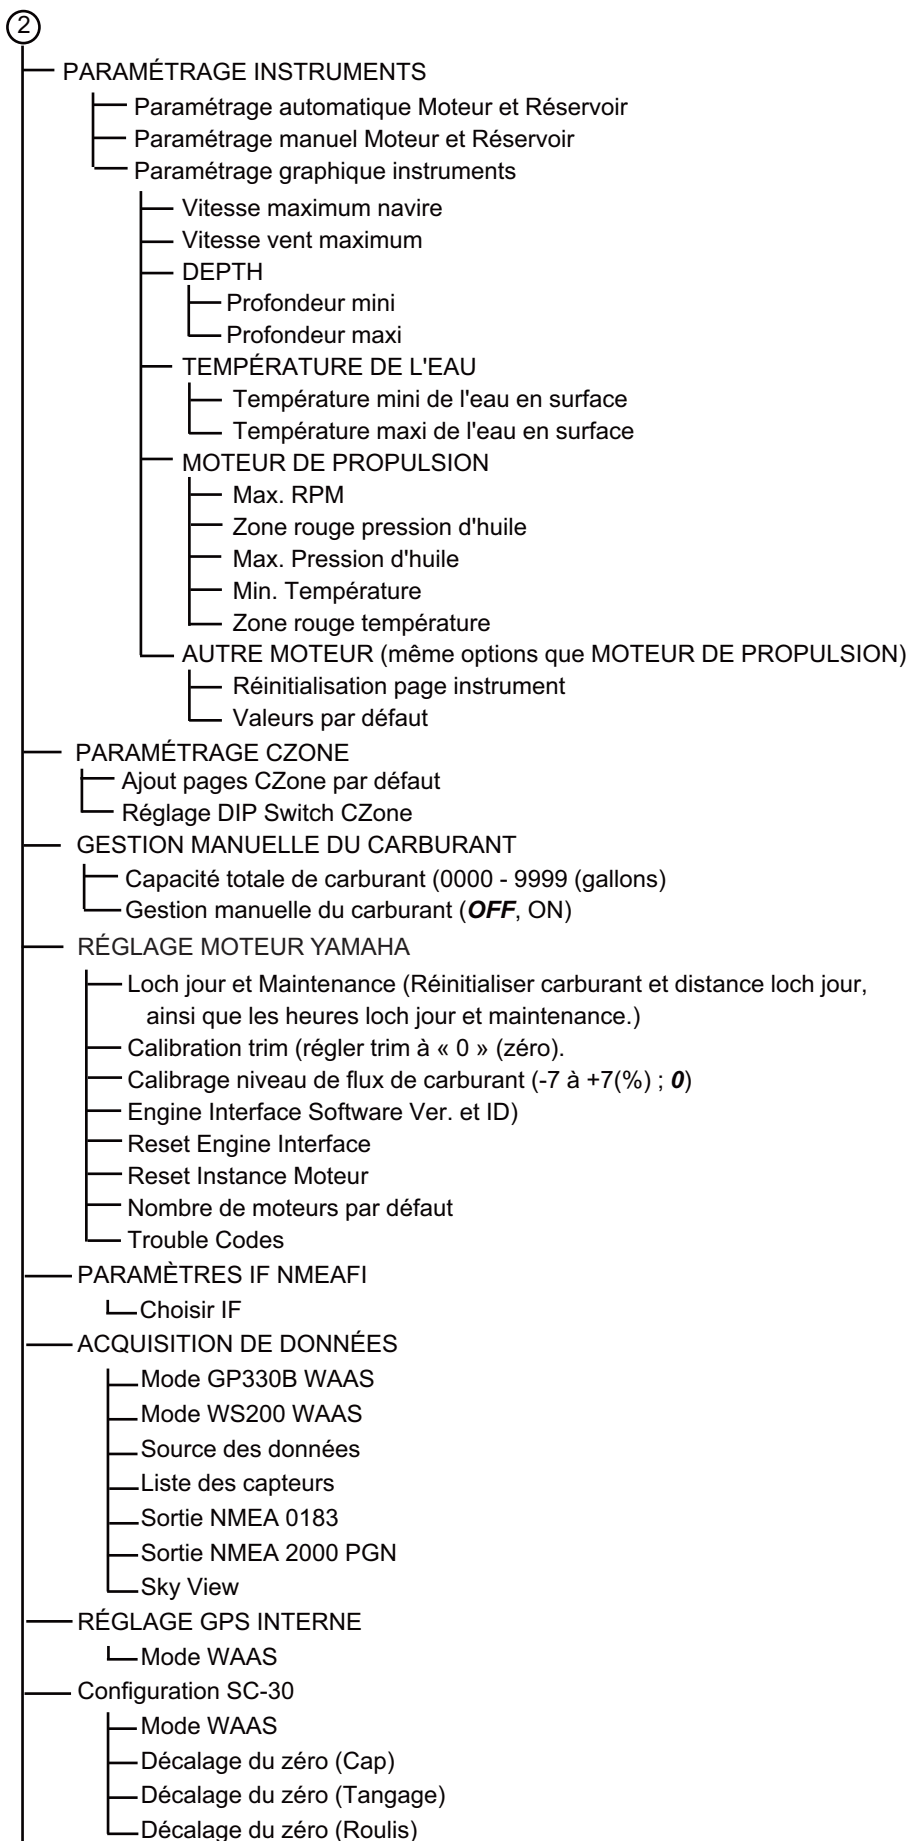 2
PARAMÉTRAGE INSTRUMENTS
Paramétrage automatique Moteur et Réservoir
Paramétrage manuel Moteur et Réservoir
Paramétrage graphique instruments
Vitesse maximum navire
Vitesse vent maximum
DEPTH
Profondeur mini
Profondeur maxi
TEMPÉRATURE DE L'EAU
Température mini de l'eau en surface
Température maxi de l'eau en surface
MOTEUR DE PROPULSION
Max. RPM
Zone rouge pression d'huile
Max. Pression d'huile
Min. Température
Zone rouge température
AUTRE MOTEUR (même options que MOTEUR DE PROPULSION)
Réinitialisation page instrument
Valeurs par défaut
PARAMÉTRAGE CZONE
Ajout pages CZone par défaut
Réglage DIP Switch CZone
GESTION MANUELLE DU CARBURANT
Capacité totale de carburant (0000 - 9999 (gallons)
Gestion manuelle du carburant (OFF, ON)
RÉGLAGE MOTEUR YAMAHA
Loch jour et Maintenance (Réinitialiser carburant et distance loch jour,
ainsi que les heures loch jour et maintenance.)
Calibration trim (régler trim à « 0 » (zéro).
Calibrage niveau de flux de carburant (-7 à +7(%) ; 0)
Engine Interface Software Ver. et ID)
Reset Engine Interface
Reset Instance Moteur
Nombre de moteurs par défaut
Trouble Codes
PARAMÈTRES IF NMEAFI
Choisir IF
ACQUISITION DE DONNÉES
Mode GP330B WAAS
Mode WS200 WAAS
Source des données
Liste des capteurs
Sortie NMEA 0183
Sortie NMEA 2000 PGN
Sky View
RÉGLAGE GPS INTERNE
Mode WAAS
Configuration SC-30
Mode WAAS
Décalage du zéro (Cap)
Décalage du zéro (Tangage)
Décalage du zéro (Roulis)